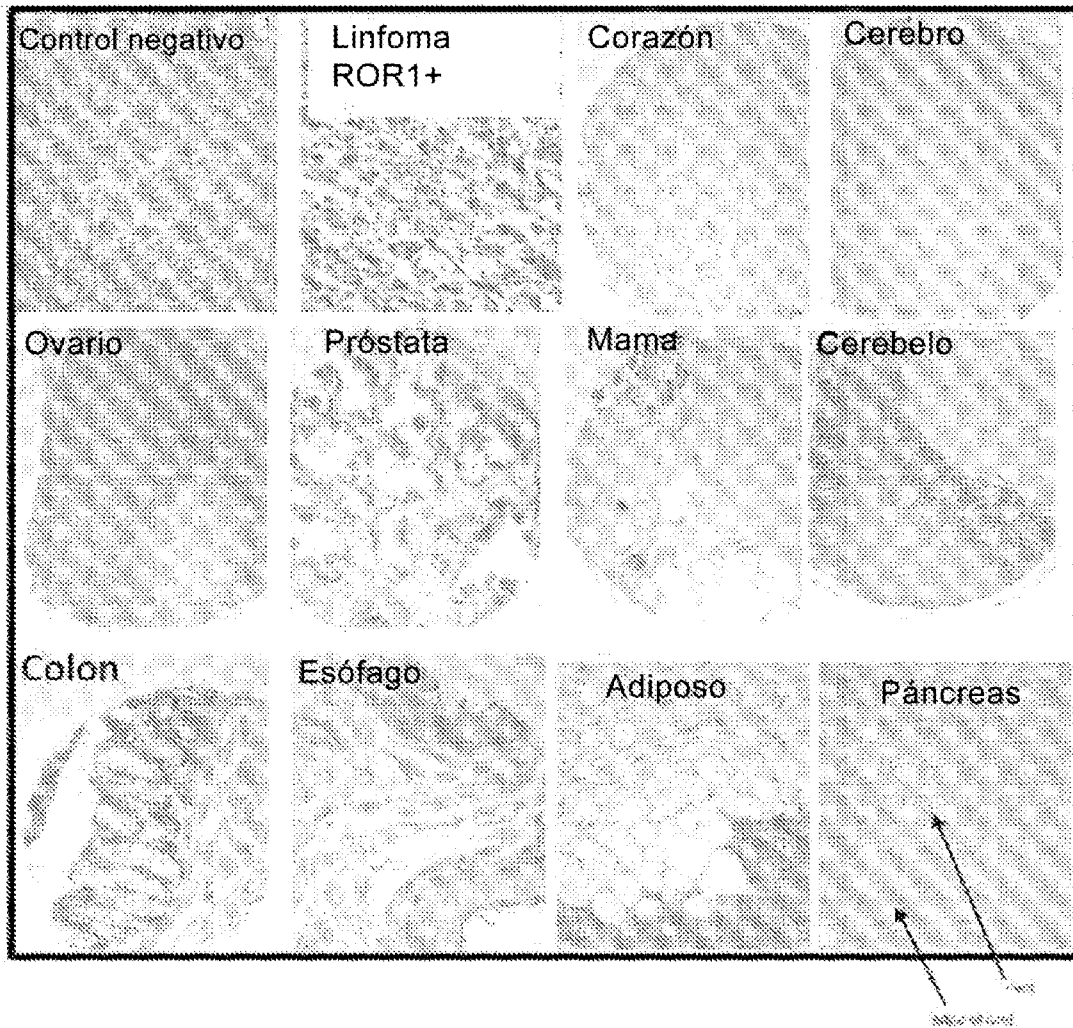 Control negativo
Linfoma
ROR1+
Corazón
Cerebro
Ovario
Próstata
Mama
Cerebelo
Colon
Esófago
Adiposo
Páncreas